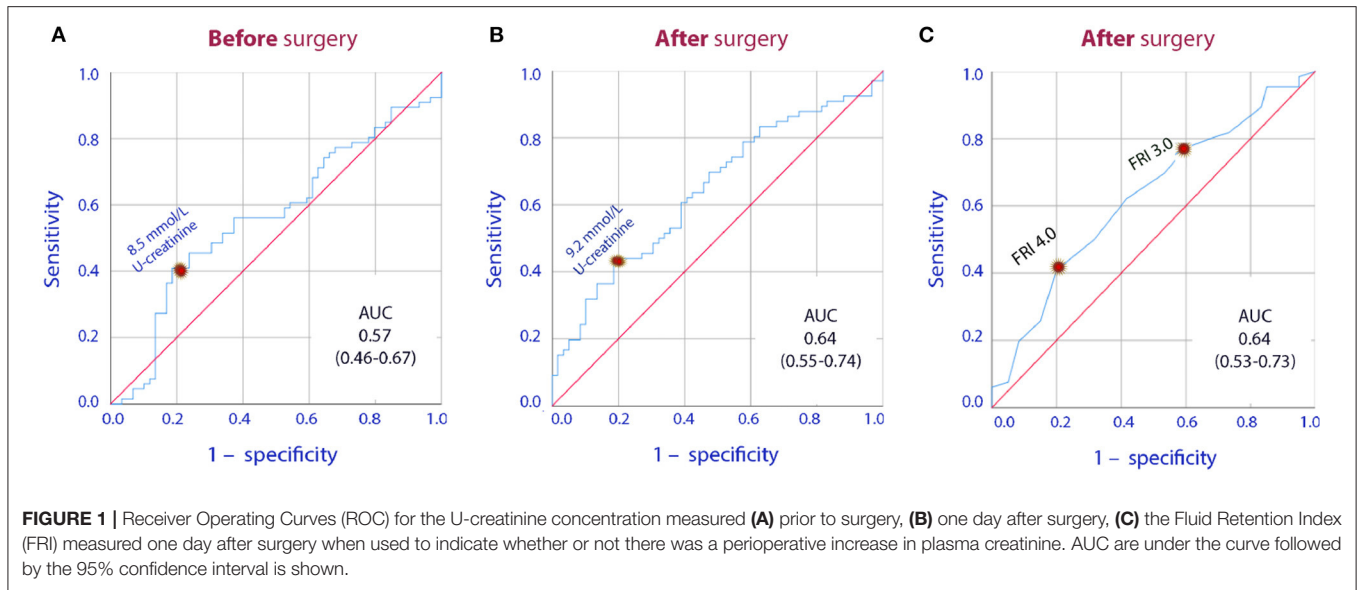 A
Before surgery
1.0
0.8
0.6
0.4
0.2
0.0
Sensitivity
8.5 mmol/L
U-creatinine
AUC
0.57
(0.46-0.67)
0.0 0.2 0.4 0.6 0.8 1.0
1 – specificity
B
After surgery
1.0
0.8
0.6
0.4
0.2
0.0
Sensitivity
9.2 mmol/L
U-creatinine
AUC
0.64
(0.55-0.74)
0.0 0.2 0.4 0.6 0.8 1.0
1 – specificity
C
After surgery
1.0
0.8
0.6
0.4
0.2
0.0
Sensitivity
FRI 3.0
FRI 4.0
AUC
0.64
(0.53-0.73)
0.0 0.2 0.4 0.6 0.8 1.0
1 – specificity
FIGURE 1 | Receiver Operating Curves (ROC) for the U-creatinine concentration measured (A) prior to surgery, (B) one day after surgery, (C) the Fluid Retention Index
(FRI) measured one day after surgery when used to indicate whether or not there was a perioperative increase in plasma creatinine. AUC are under the curve followed
by the 95% confidence interval is shown.